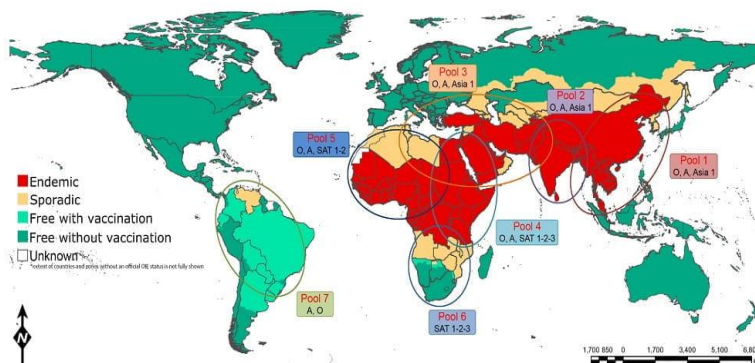 Pool 3
O, A, Asia 1
Pool 2
O, A, Asia 1
Pool 5
O, A, SAT 1-2
Pool 1
O, A, Asia 1
Endemic
Sporadic
Free with vaccination
Free without vaccination
Unknown
*extent of countries and zones without an official OIE status is not fully shown
Pool 4
O, A, SAT 1-2-3
Pool 7
A, O
Pool 6
SAT 1-2-3
N
1,700 850 0 1,700 3,400 5,100 6,80